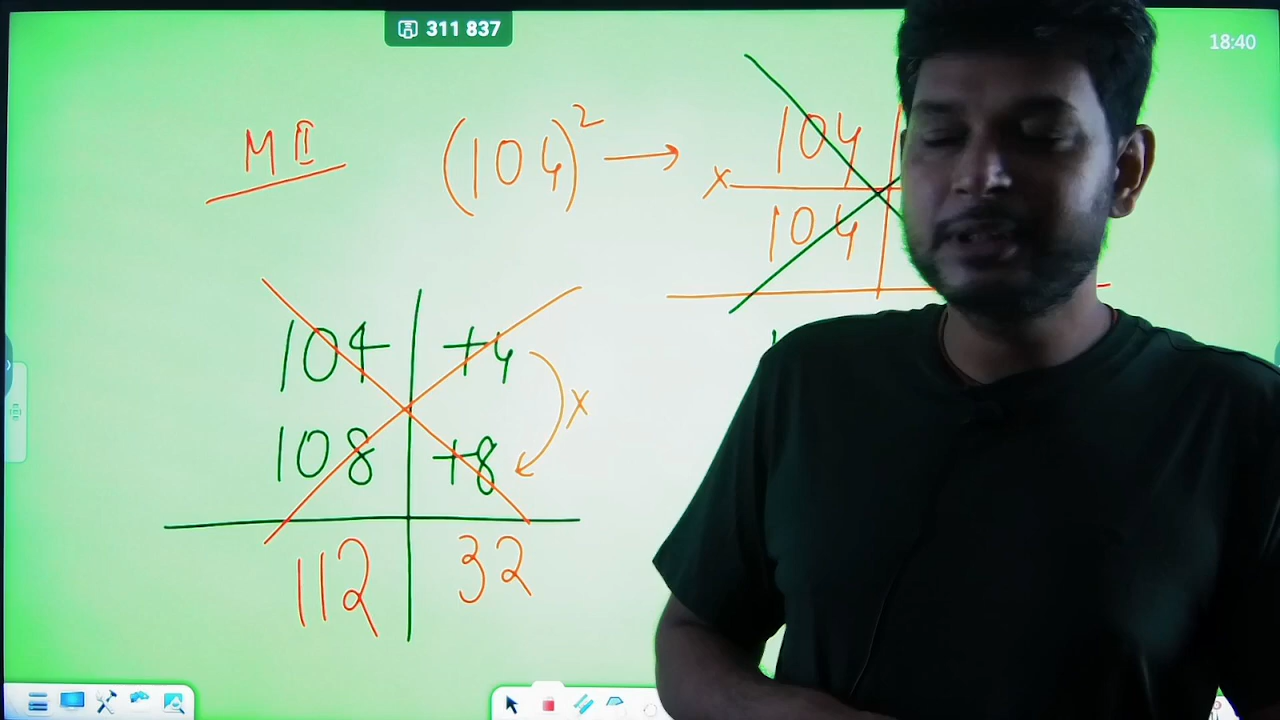 311 837
18:40
M II (104)² → 104
x 104
104 +4
x
108 +8
112 32